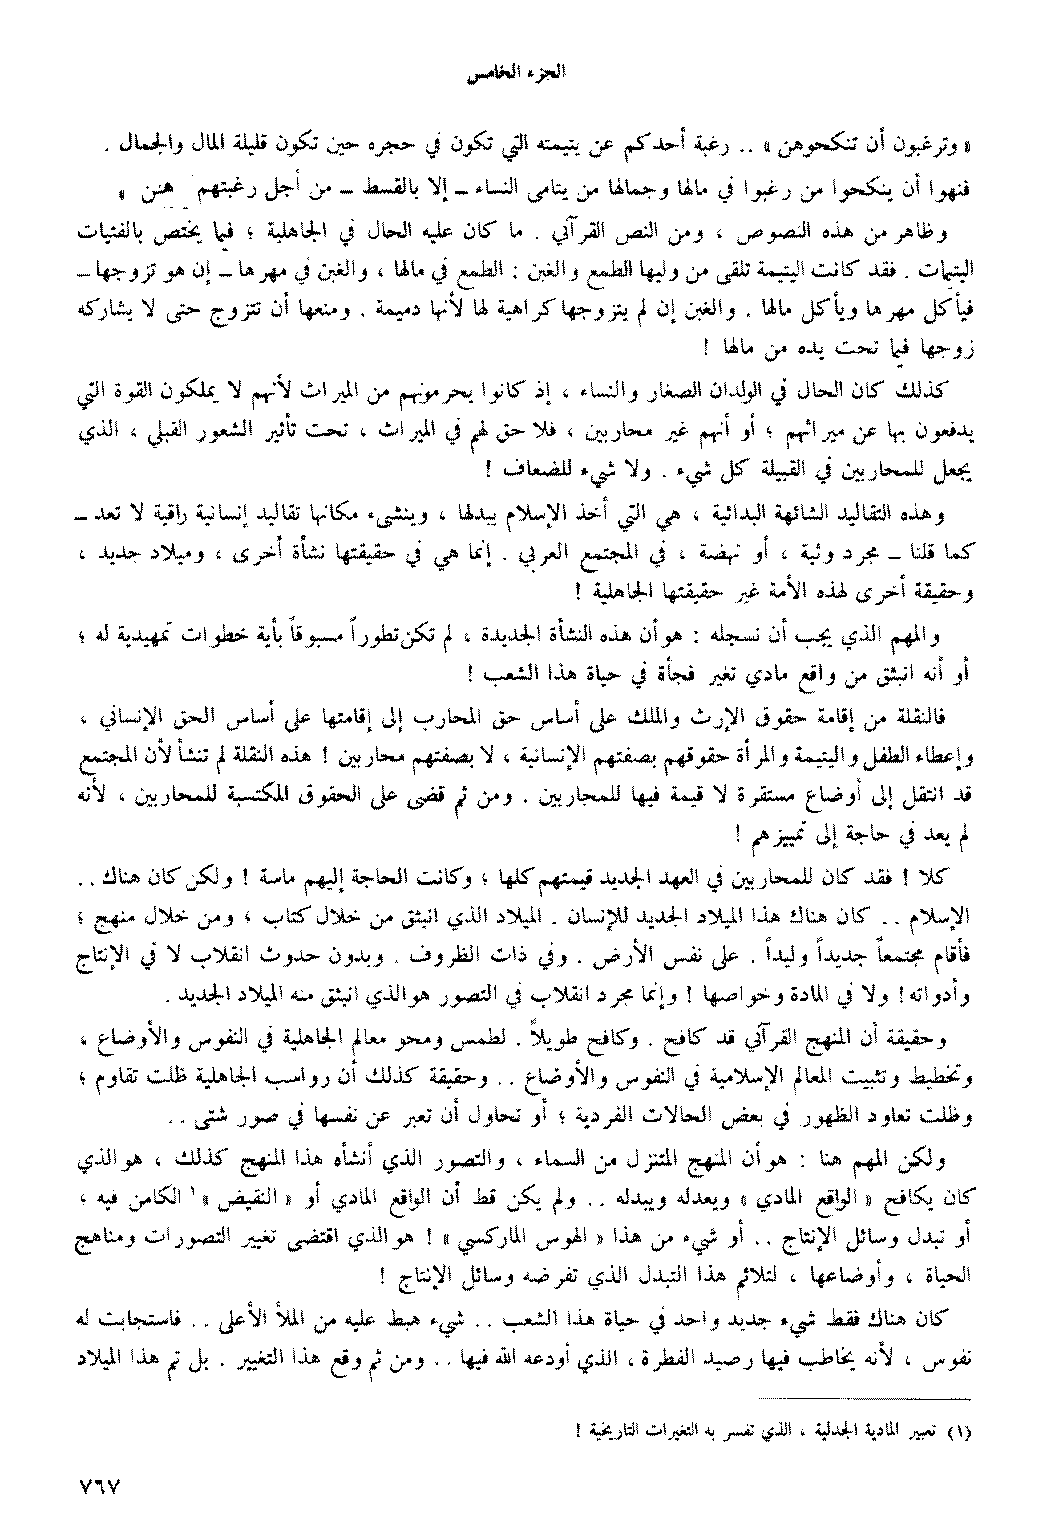 الجزء الخامس
« وترغبون أن تنكحوهن » .. رغبة أحدكم عن يتيمته التي تكون في حجره حين تكون قليلة المال والجمال .
فنهوا أن ينكحوا من رغبوا في مالها وجمالها من يتامى النساء – إلا بالقسط – من أجل رغبتهم هنن »
وظاهر من هذه النصوص ، ومن النص القرآني . ما كان عليه الحال في الجاهلية ؛ فيما يختص بالفتيات
اليتيمات . فقد كانت اليتيمة تلقى من وليها الطمع والغبن : الطمع في مالها ، والغبن في مهرها – إن هو تزوجها –
فيأكل مهرها ويأكل مالها . والغبن إن لم يتزوجها كراهية لها لأنها دميمة . ومنعها أن تتزوج حتى لا يشاركه
زوجها فيما تحت يده من مالها !
كذلك كان الحال في الولدان الصغار والنساء ، إذ كانوا يحرمونهم من الميراث لأنهم لا يملكون القوة التي
يدفعون بها عن ميراثهم ؛ أو أنهم غير محاربين ، فلا حق لهم في الميراث ، تحت تأثير الشعور القبلي ، الذي
يجعل للمحاربين في القبيلة كل شيء . ولا شيء للضعاف !
وهذه التقاليد الشائهة البدائية ، هي التي أخذ الإسلام يبدلها ، وينشىء مكانها تقاليد إنسانية راقية لا تعد –
كما قلنا – مجرد وثبة ، أو نهضة ، في المجتمع العربي . إنما هي في حقيقتها نشأة أخرى ، وميلاد جديد ،
وحقيقة أخرى لهذه الأمة غير حقيقتها الجاهلية !
والمهم الذي يجب أن نسجله : هو أن هذه النشأة الجديدة ، لم تكن تطوراً مسبوقاً بأية خطوات تمهيدية له ؛
أو أنه انبثق من واقع مادي تغير فجأة في حياة هذا الشعب !
فالنقلة من إقامة حقوق الإرث والملك على أساس حق المحارب إلى إقامتها على أساس الحق الإنساني ،
وإعطاء الطفل واليتيمة والمرأة حقوقهم بصفتهم الإنسانية ، لا بصفتهم محاربين ! هذه النقلة لم تنشأ لأن المجتمع
قد انتقل إلى أوضاع مستقرة لا قيمة فيها للمحاربين . ومن ثم قضى على الحقوق المكتسبة للمحاربين ، لأنه
لم يعد في حاجة إلى تمييزهم !
كلا ! فقد كان للمحاربين في العهد الجديد قيمتهم كلها ؛ وكانت الحاجة إليهم ماسة ! ولكن كان هناك ..
الإسلام .. كان هناك هذا الميلاد الجديد للإنسان . الميلاد الذي انبثق من خلال كتاب ؛ ومن خلال منهج ؛
فأقام مجتمعاً جديداً وليداً . على نفس الأرض . وفي ذات الظروف . وبدون حدوث انقلاب لا في الإنتاج
وأدواته ! ولا في المادة وخواصها ! وإنما مجرد انقلاب في التصور هو الذي انبثق منه الميلاد الجديد .
وحقيقة أن المنهج القرآني قد كافح . وكافح طويلاً . لطمس ومحو معالم الجاهلية في النفوس والأوضاع ،
وتخطيط وتثبيت المعالم الإسلامية في النفوس والأوضاع .. وحقيقة كذلك أن رواسب الجاهلية ظلت تقاوم ؛
وظلت تعاود الظهور في بعض الحالات الفردية ؛ أو تحاول أن تعبر عن نفسها في صور شتى ..
ولكن المهم هنا : هو أن المنهج المتنزل من السماء ، والتصور الذي أنشأه هذا المنهج كذلك ، هو الذي
كان يكافح « الواقع المادي » ويعدله ويبدله .. ولم يكن قط أن الواقع المادي أو « النقيض »١ الكامن فيه ،
أو تبدل وسائل الإنتاج .. أو شيء من هذا « الهوس الماركسي » ! هو الذي اقتضى تغيير التصورات ومناهج
الحياة ، وأوضاعها ، لتلائم هذا التبدل الذي تفرضه وسائل الإنتاج !
كان هناك فقط شيء جديد واحد في حياة هذا الشعب .. شيء هبط عليه من الملأ الأعلى .. فاستجابت له
نفوس ، لأنه يخاطب فيها رصيد الفطرة ، الذي أودعه الله فيها .. ومن ثم وقع هذا التغيير . بل تم هذا الميلاد
(١) تعبير المادية الجدلية ، الذي تفسر به التغيرات التاريخية !
٧٦٧